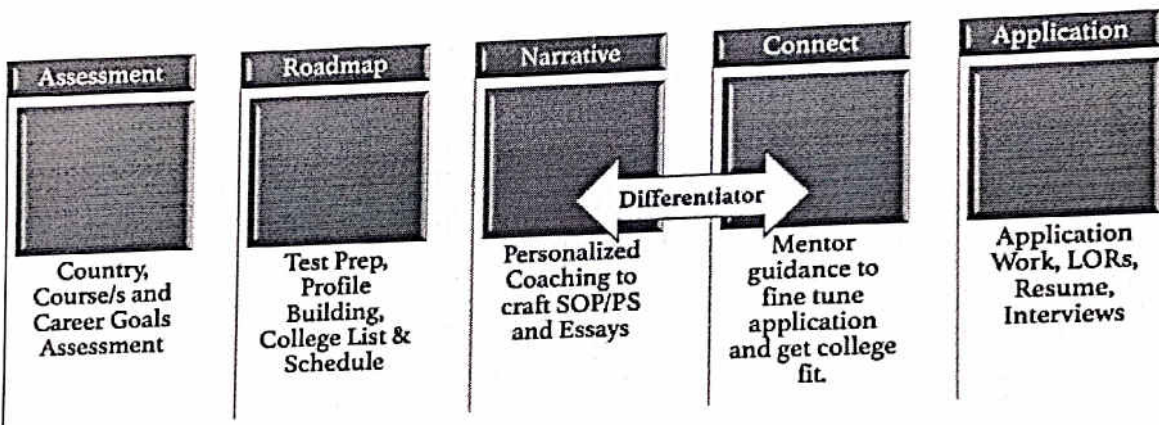 Assessment
Country,
Course/s and
Career Goals
Assessment
Roadmap
Test Prep,
Profile
Building,
College List &
Schedule
Narrative
Personalized
Coaching to
craft SOP/PS
and Essays
Differentiator
Connect
Mentor
guidance to
fine tune
application
and get college
fit.
Application
Application
Work, LORs,
Resume,
Interviews